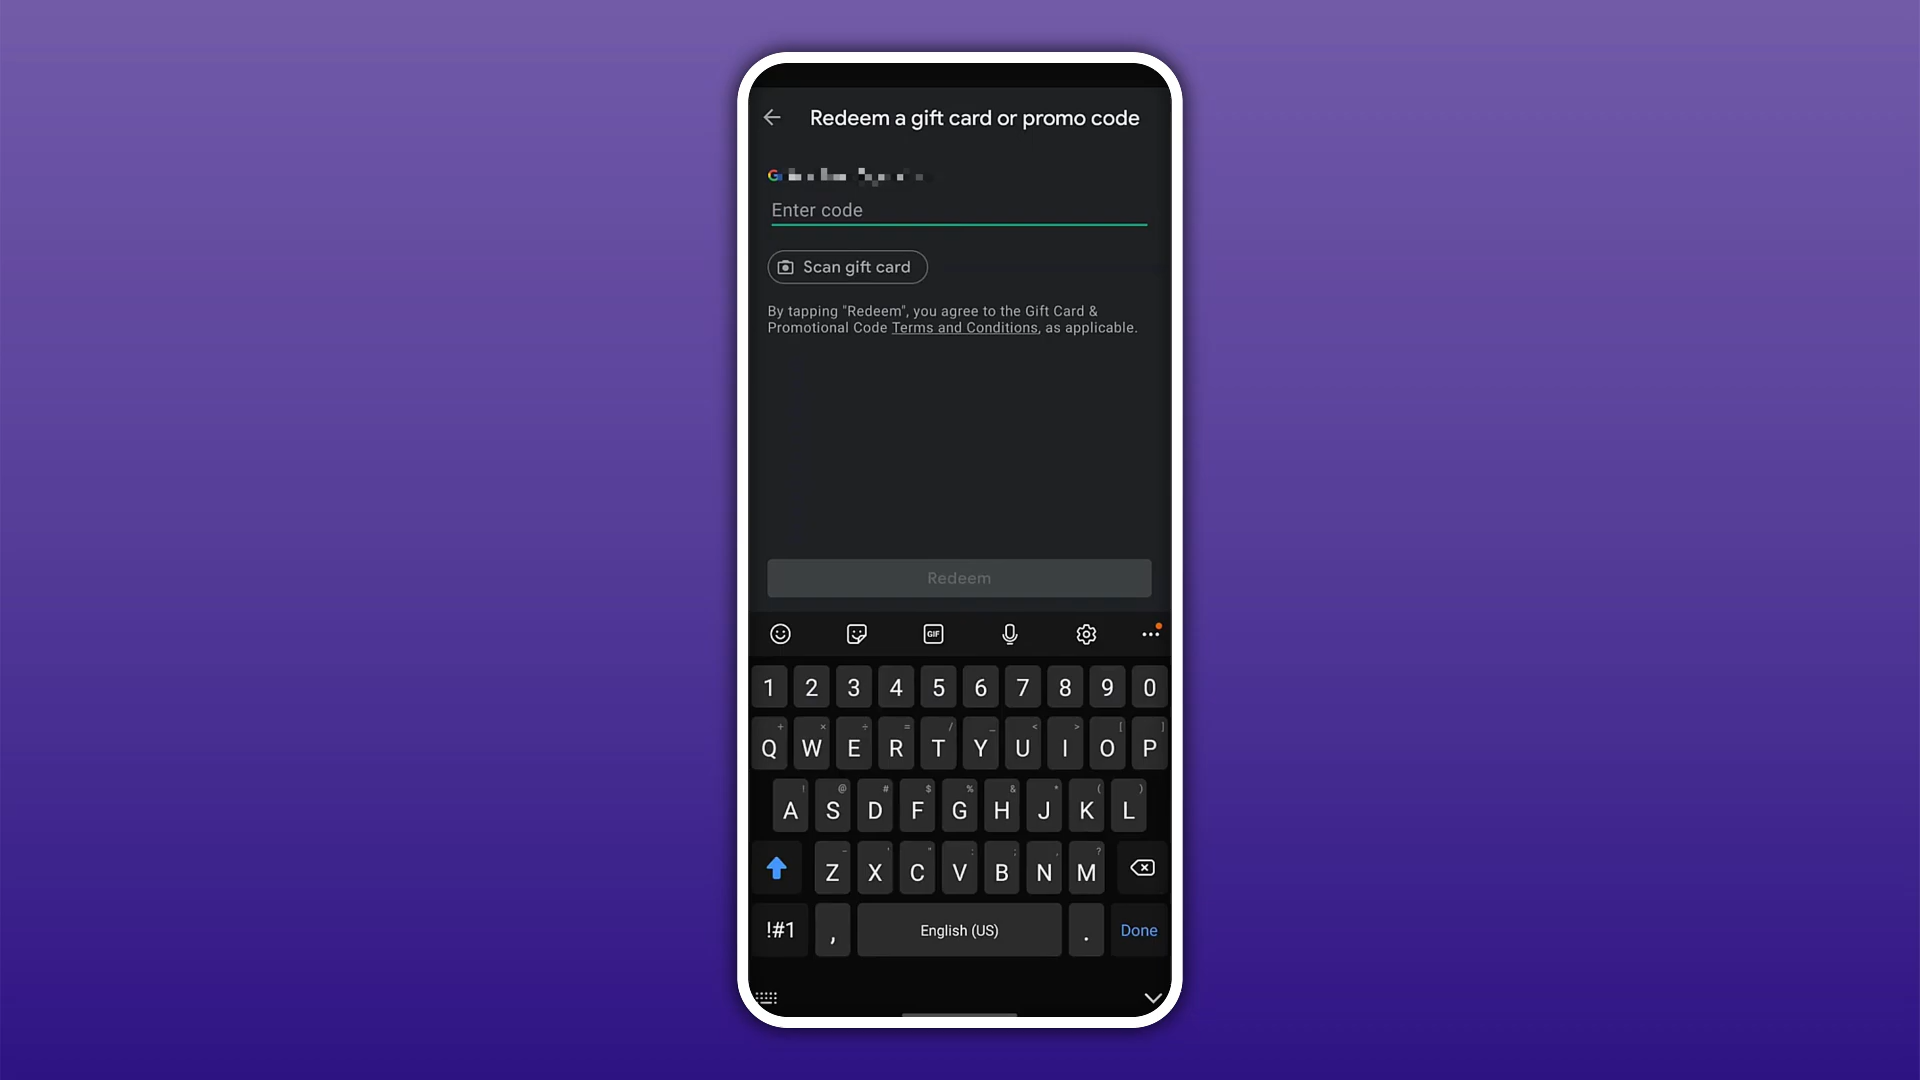 Redeem a gift card or promo code
Enter code
Scan gift card
By tapping "Redeem", you agree to the Gift Card &
Promotional Code Terms and Conditions, as applicable.
Redeem
GIF
1 2 3 4 5 6 7 8 9 0
+ × ÷ = / _ < > [ ]
Q W E R T Y U I O P
! @ # $ % & * ( )
A S D F G H J K L
- ' " : ; , ?
Z X C V B N M
!#1 , English (US) . Done